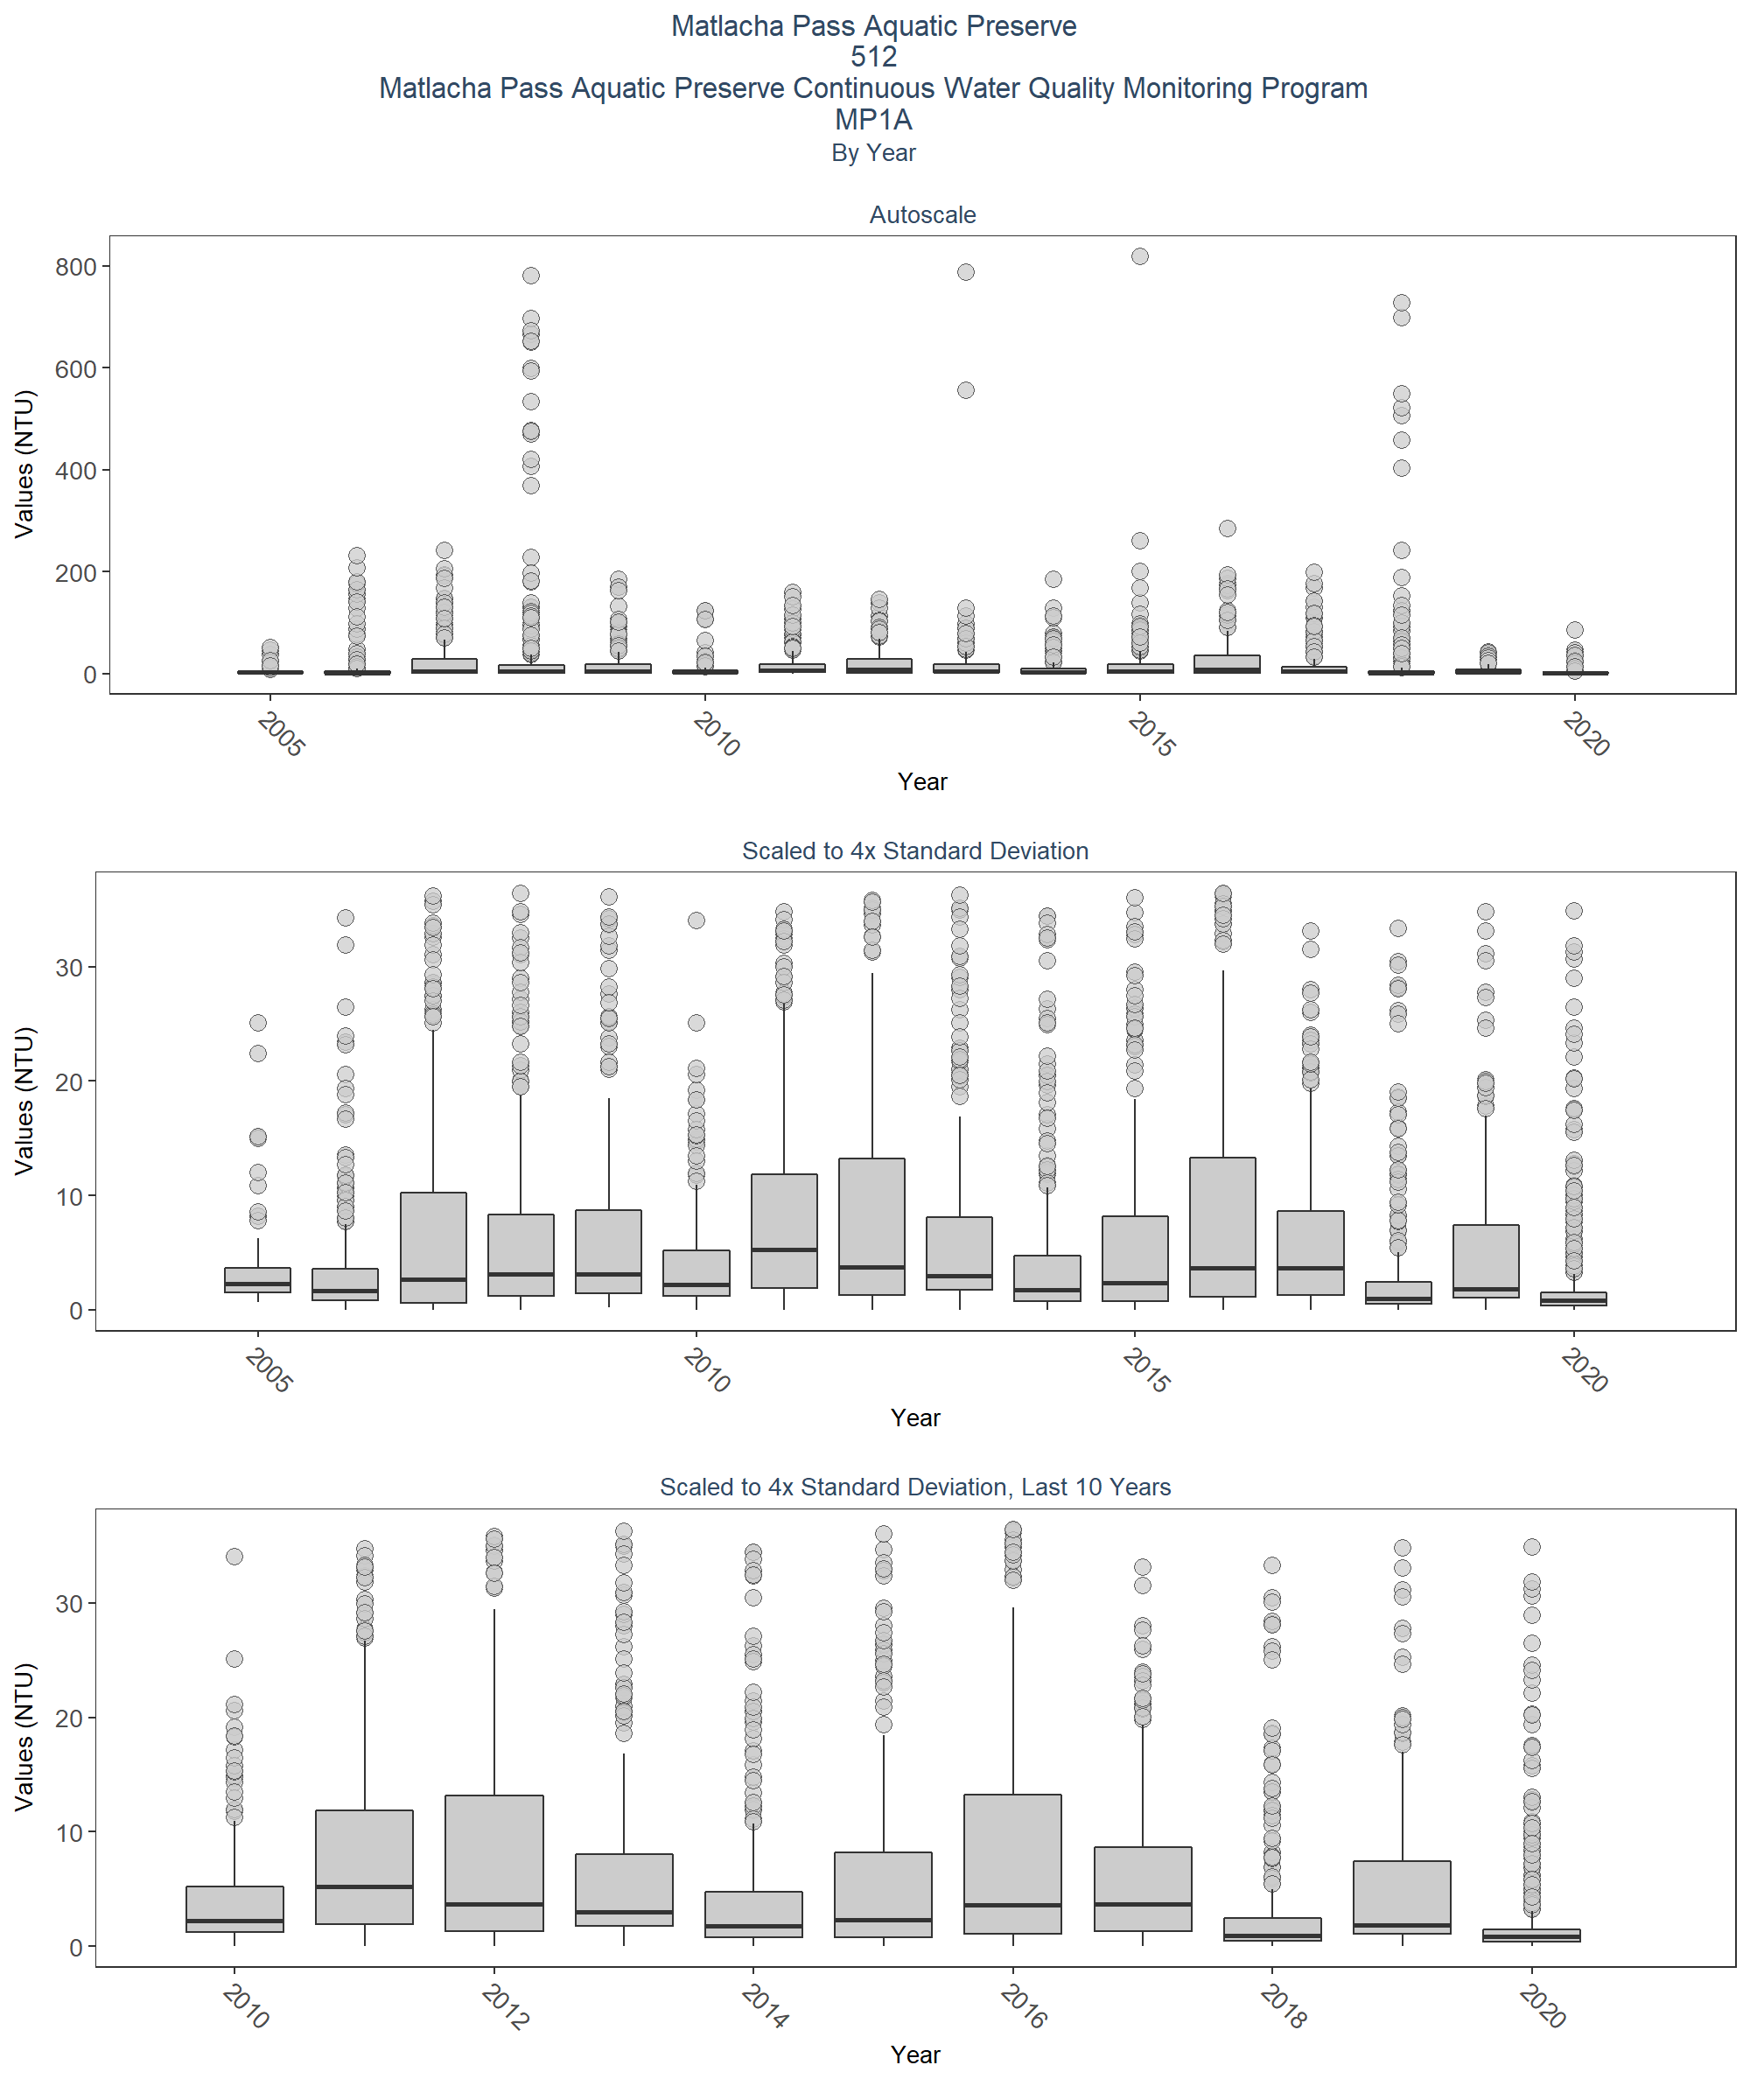 Matlacha Pass Aquatic Preserve
512
Matlacha Pass Aquatic Preserve Continuous Water Quality Monitoring Program
MP1A
By Year
Autoscale
Values (NTU)
800
600
400
200
0
2005
2010
2015
2020
Year
Scaled to 4x Standard Deviation
Values (NTU)
30
20
10
0
2005
2010
2015
2020
Year
Scaled to 4x Standard Deviation, Last 10 Years
Values (NTU)
30
20
10
0
2010
2012
2014
2016
2018
2020
Year